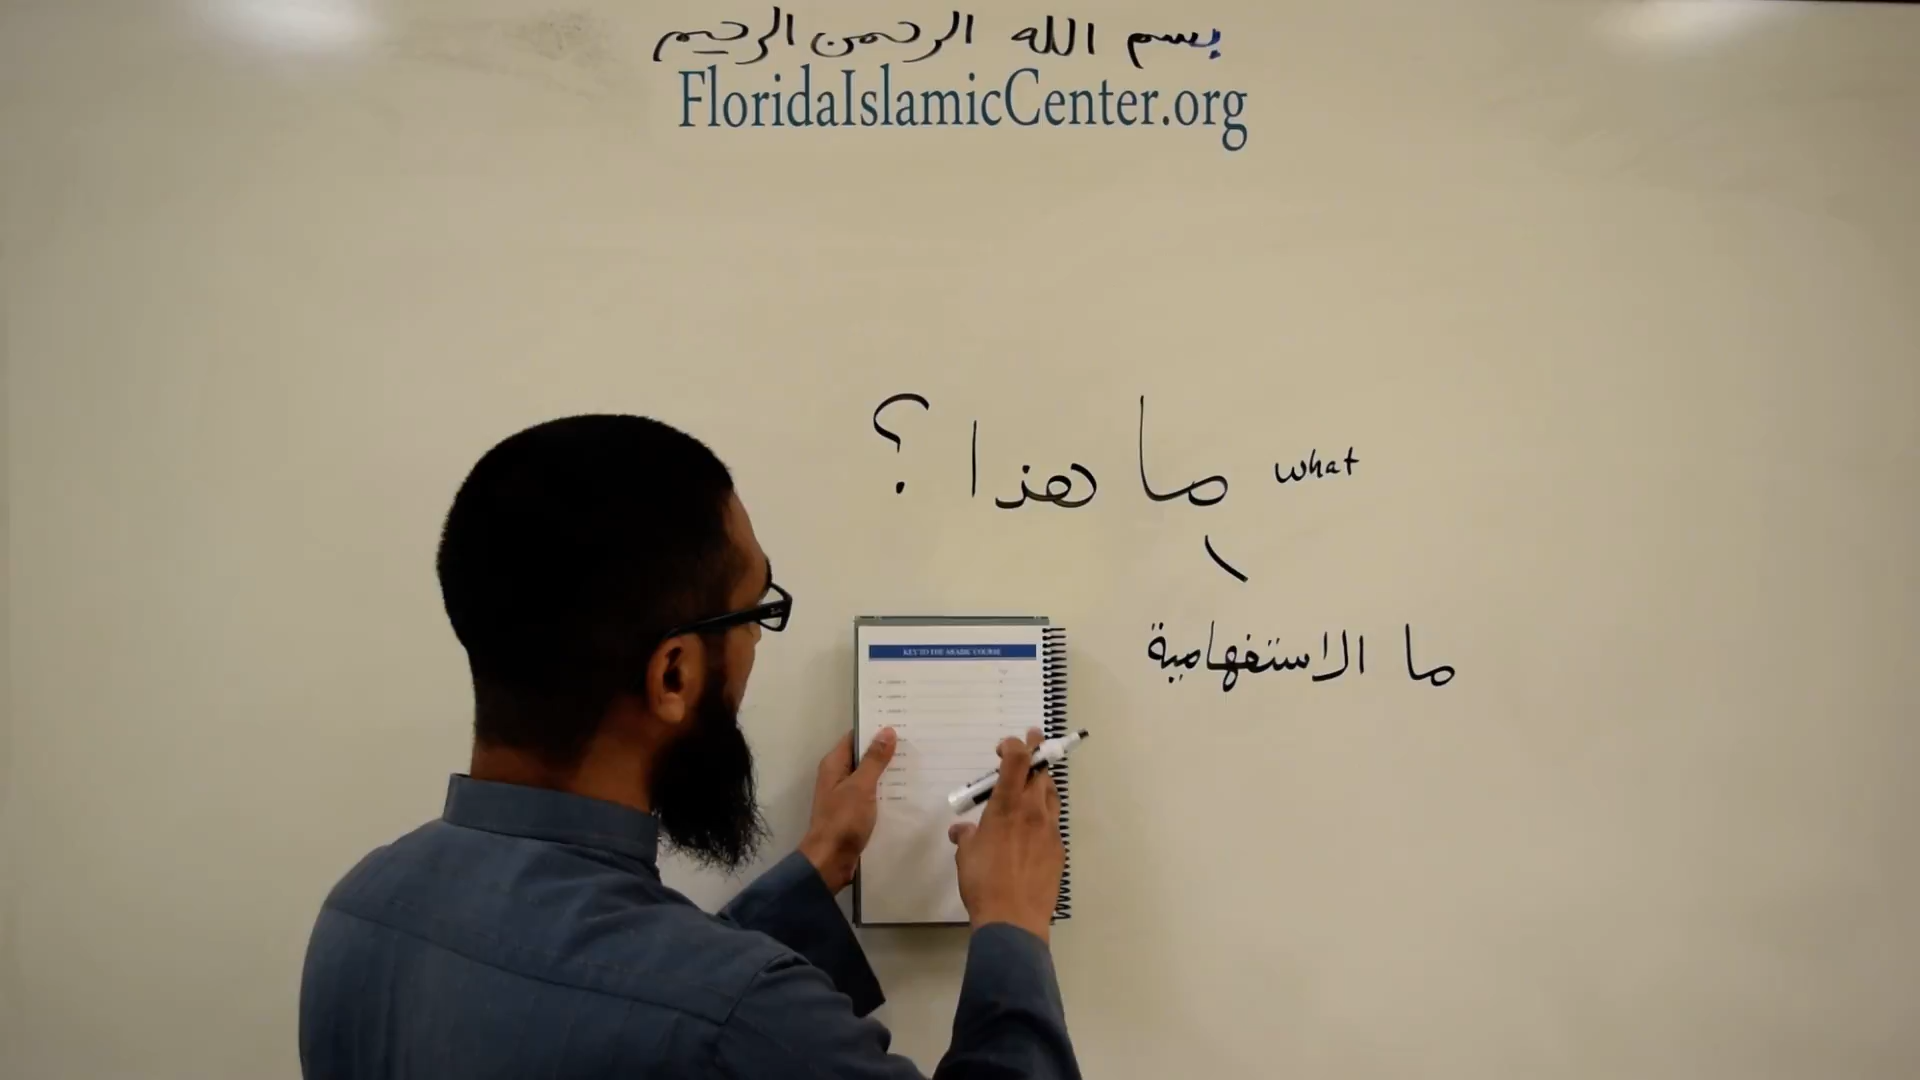 بسم الله الرحمن الرحيم
FloridaIslamicCenter.org
ما هذا ؟
what
ما الاستفهامية
KEY TO THE ARABIC COURSE